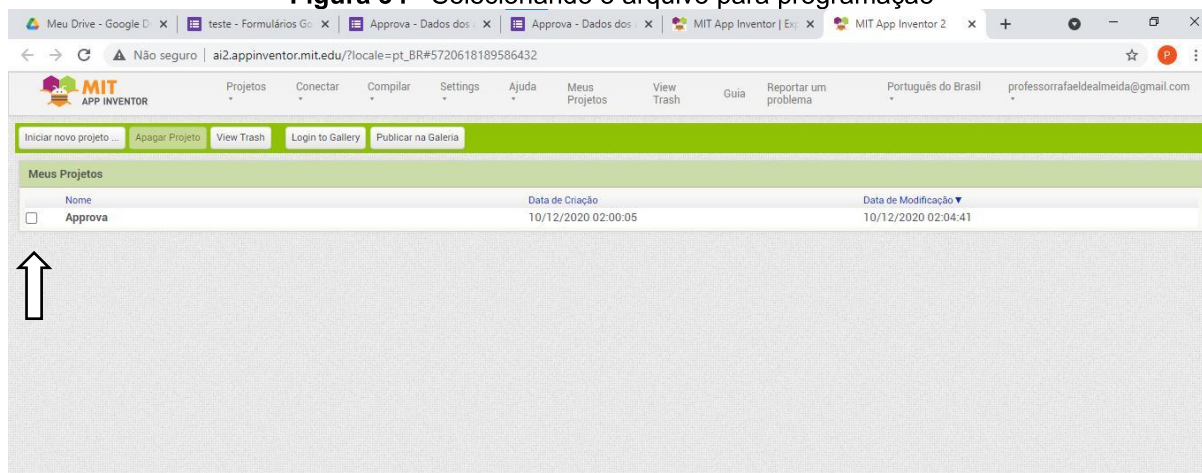 Selecionando o arquivo para programação
Meu Drive - Google D
teste - Formulários Go
Approva - Dados dos
Approva - Dados dos
MIT App Inventor | Ex
MIT App Inventor 2
Não seguro | ai2.appinventor.mit.edu/?locale=pt_BR#5720618189586432
P
MIT
APP INVENTOR
Projetos
Conectar
Compilar
Settings
Ajuda
Meus
Projetos
View
Trash
Guia
Reportar um
problema
Português do Brasil
professorrafaeldealmeida@gmail.com
Iniciar novo projeto ...
Apagar Projeto
View Trash
Login to Gallery
Publicar na Galeria
Meus Projetos
Nome Data de Criação Data de Modificação▼
Approva 10/12/2020 02:00:05 10/12/2020 02:04:41